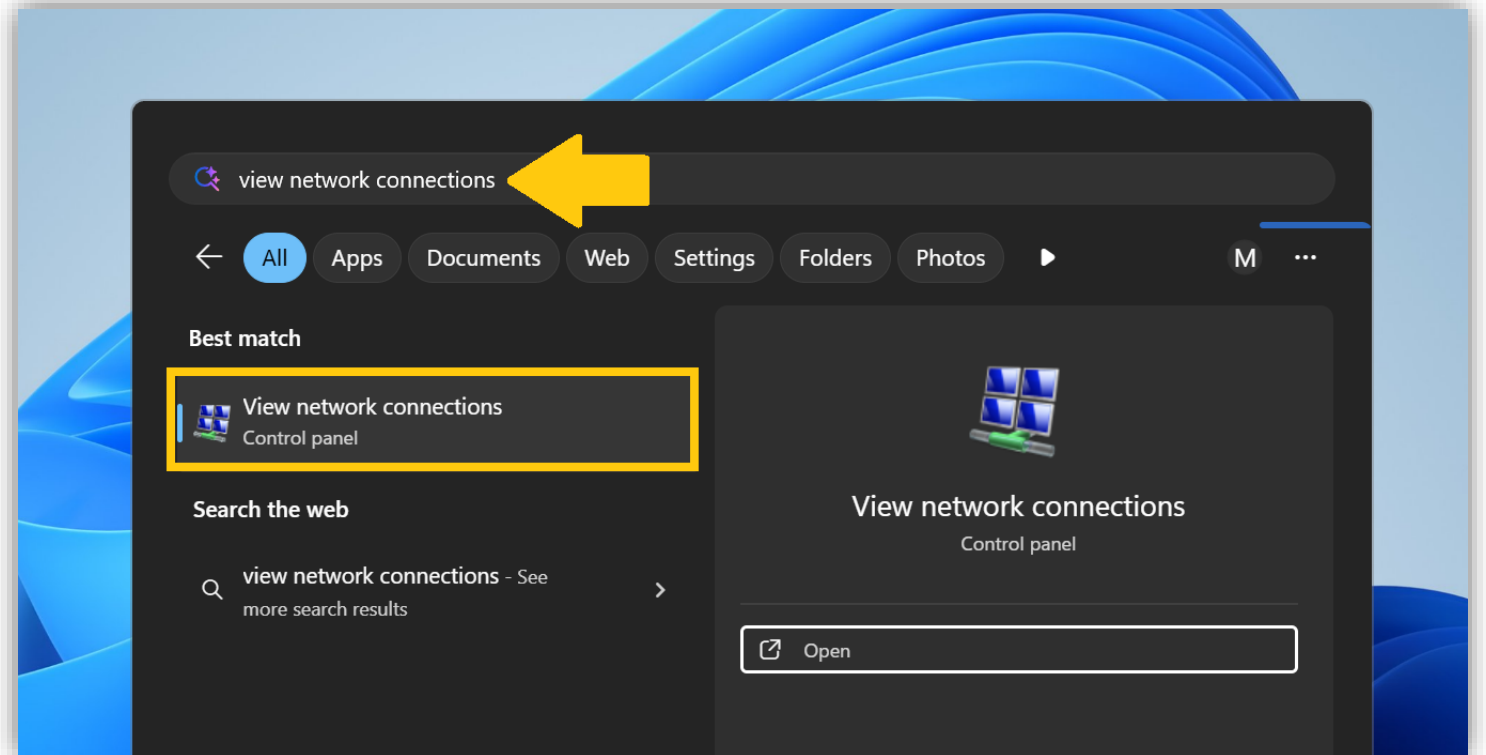 view network connections
All Apps Documents Web Settings Folders Photos M
Best match
View network connections
Control panel
Search the web
view network connections - See
more search results
View network connections
Control panel
Open